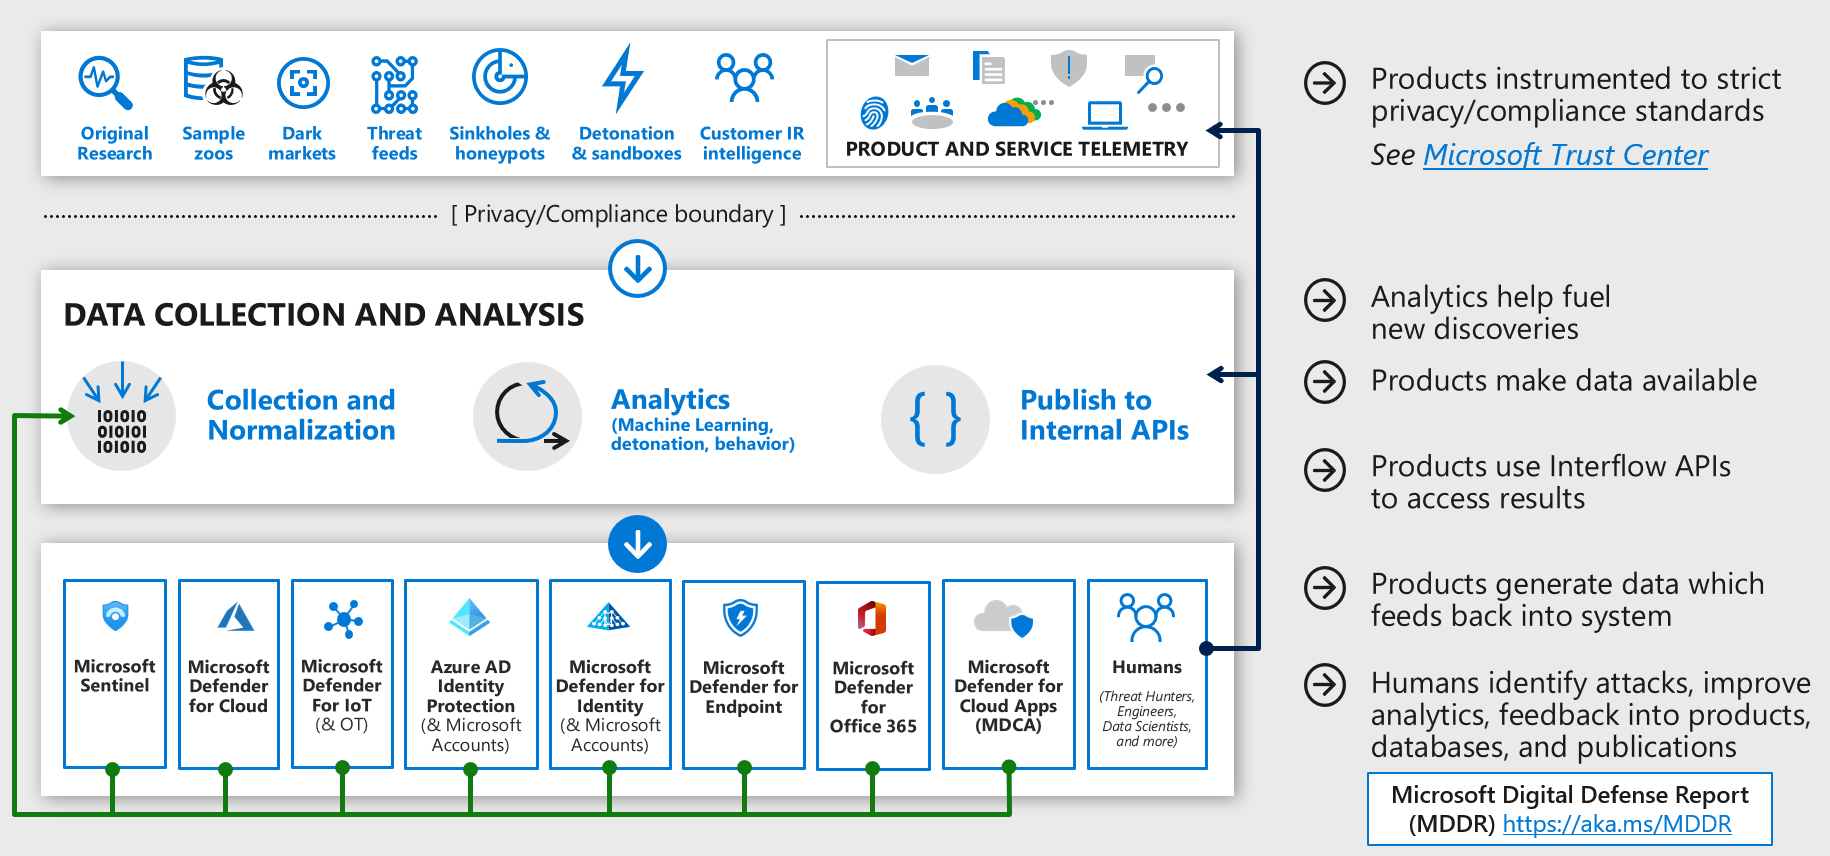 Original
Research
Sample
zoos
Dark
markets
Threat
feeds
Sinkholes &
honeypots
Detonation
& sandboxes
Customer IR
intelligence
PRODUCT AND SERVICE TELEMETRY
[ Privacy/Compliance boundary ]
DATA COLLECTION AND ANALYSIS
IOIOIO
OIOIOI
IOIOIO
Collection and
Normalization
Analytics
(Machine Learning,
detonation, behavior)
{ }
Publish to
Internal APIs
Microsoft
Sentinel
Microsoft
Defender
for Cloud
Microsoft
Defender
For IoT
(& OT)
Azure AD
Identity
Protection
(& Microsoft
Accounts)
Microsoft
Defender for
Identity
(& Microsoft
Accounts)
Microsoft
Defender for
Endpoint
Microsoft
Defender
for
Office 365
Microsoft
Defender for
Cloud Apps
(MDCA)
Humans
(Threat Hunters,
Engineers,
Data Scientists,
and more)
Products instrumented to strict
privacy/compliance standards
See Microsoft Trust Center
Analytics help fuel
new discoveries
Products make data available
Products use Interflow APIs
to access results
Products generate data which
feeds back into system
Humans identify attacks, improve
analytics, feedback into products,
databases, and publications
Microsoft Digital Defense Report
(MDDR) https://aka.ms/MDDR